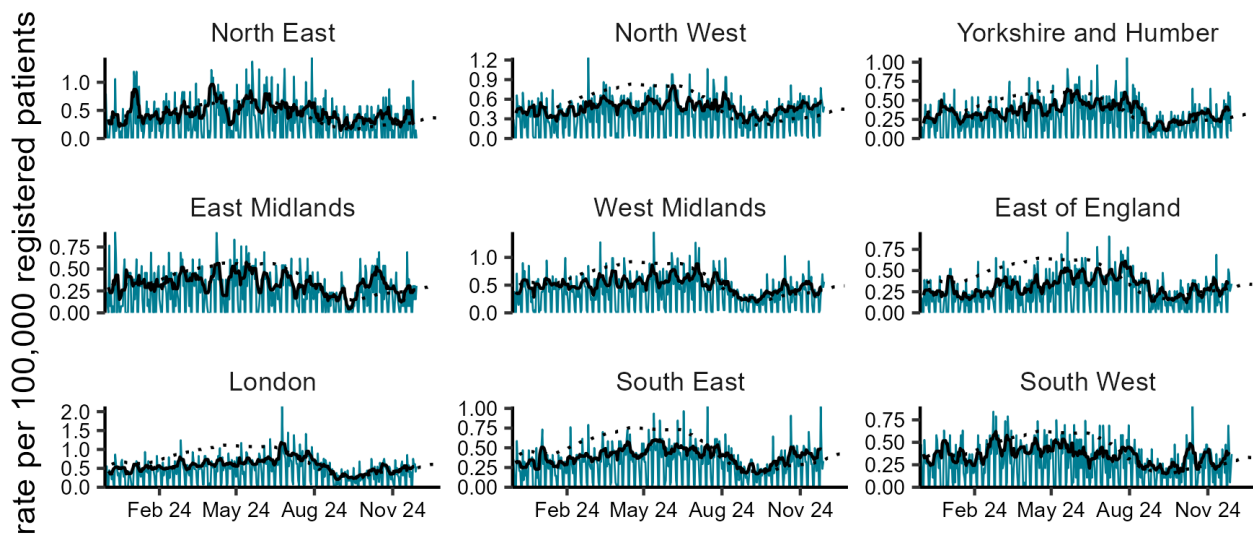 rate per 100,000 registered patients
North East
1.0
0.5
0.0
North West
1.2
0.9
0.6
0.3
0.0
Yorkshire and Humber
1.00
0.75
0.50
0.25
0.00
East Midlands
0.75
0.50
0.25
0.00
West Midlands
1.0
0.5
0.0
East of England
0.75
0.50
0.25
0.00
London
2.0
1.5
1.0
0.5
0.0
South East
1.00
0.75
0.50
0.25
0.00
South West
0.75
0.50
0.25
0.00
Feb 24 May 24 Aug 24 Nov 24
Feb 24 May 24 Aug 24 Nov 24
Feb 24 May 24 Aug 24 Nov 24